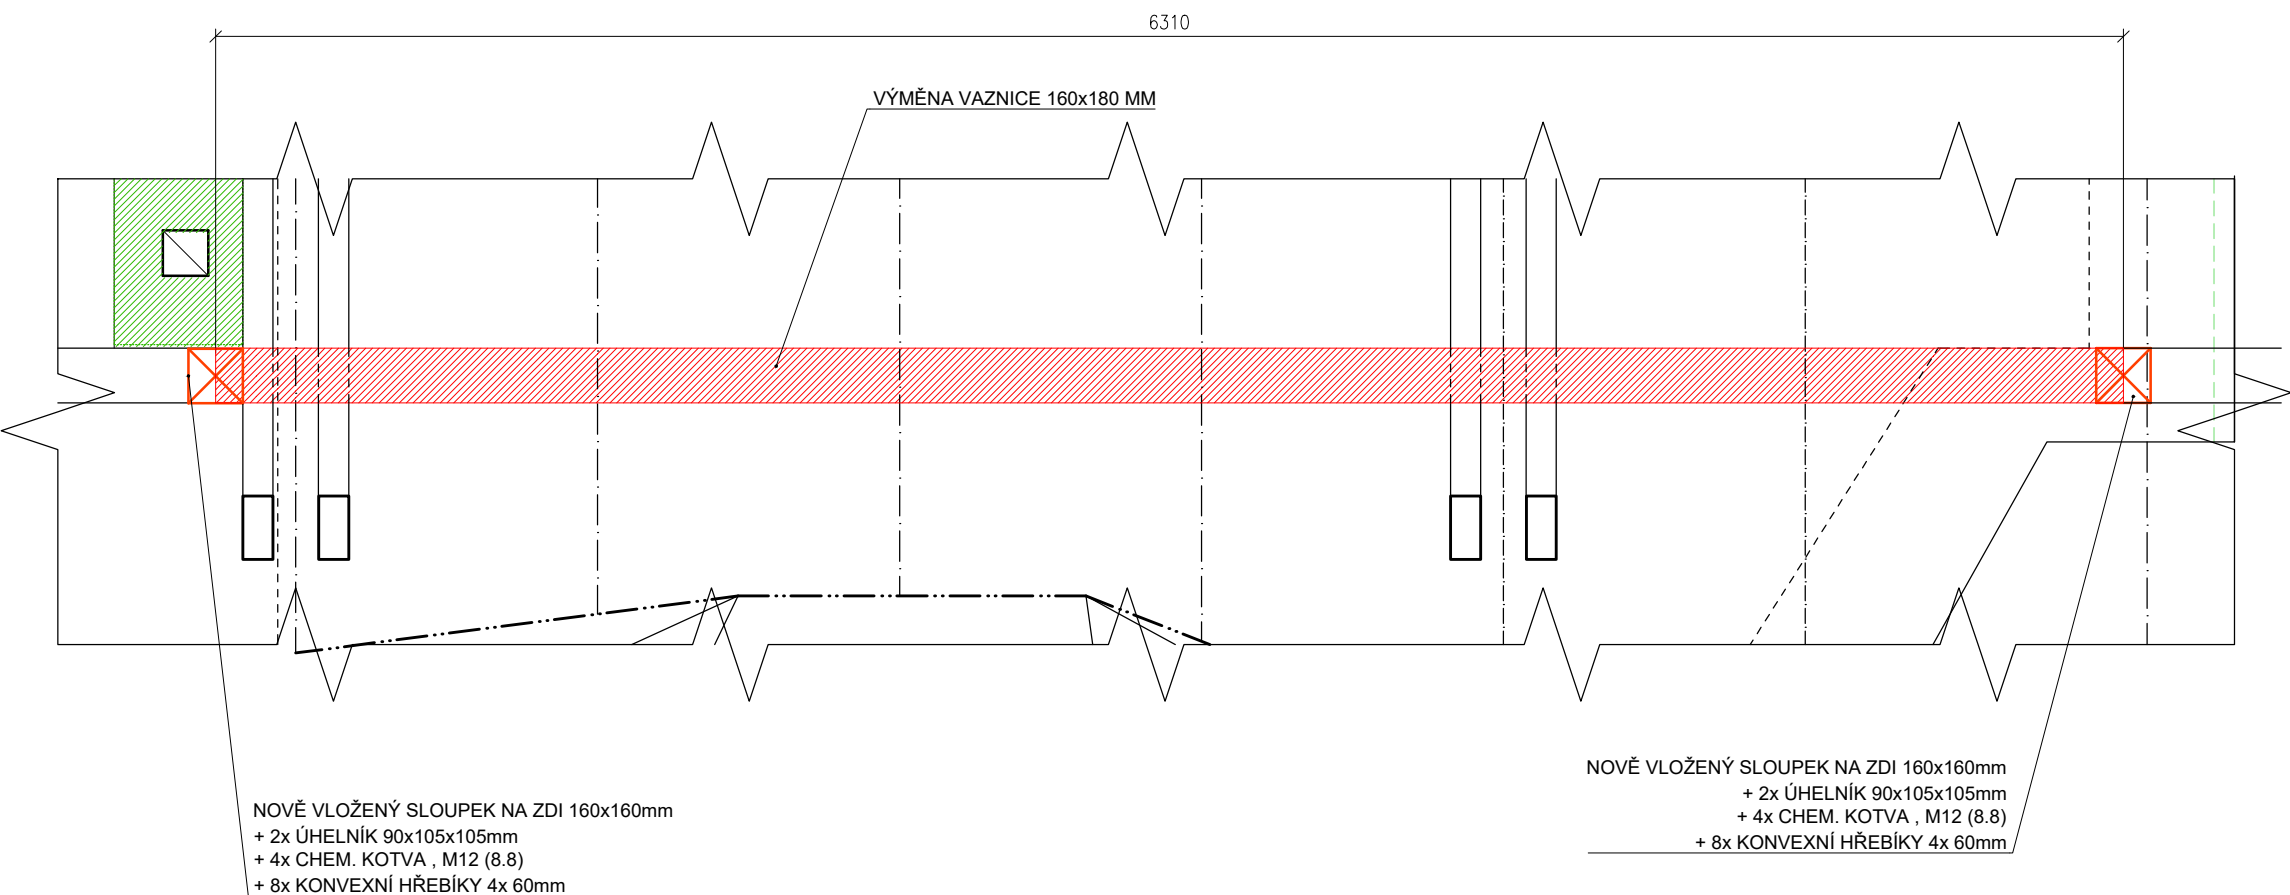 6310
VÝMĚNA VAZNICE 160x180 MM
NOVĚ VLOŽENÝ SLOUPEK NA ZDI 160x160mm
+ 2x ÚHELNÍK 90x105x105mm
+ 4x CHEM. KOTVA , M12 (8.8)
+ 8x KONVEXNÍ HŘEBÍKY 4x 60mm
NOVĚ VLOŽENÝ SLOUPEK NA ZDI 160x160mm
+ 2x ÚHELNÍK 90x105x105mm
+ 4x CHEM. KOTVA , M12 (8.8)
+ 8x KONVEXNÍ HŘEBÍKY 4x 60mm